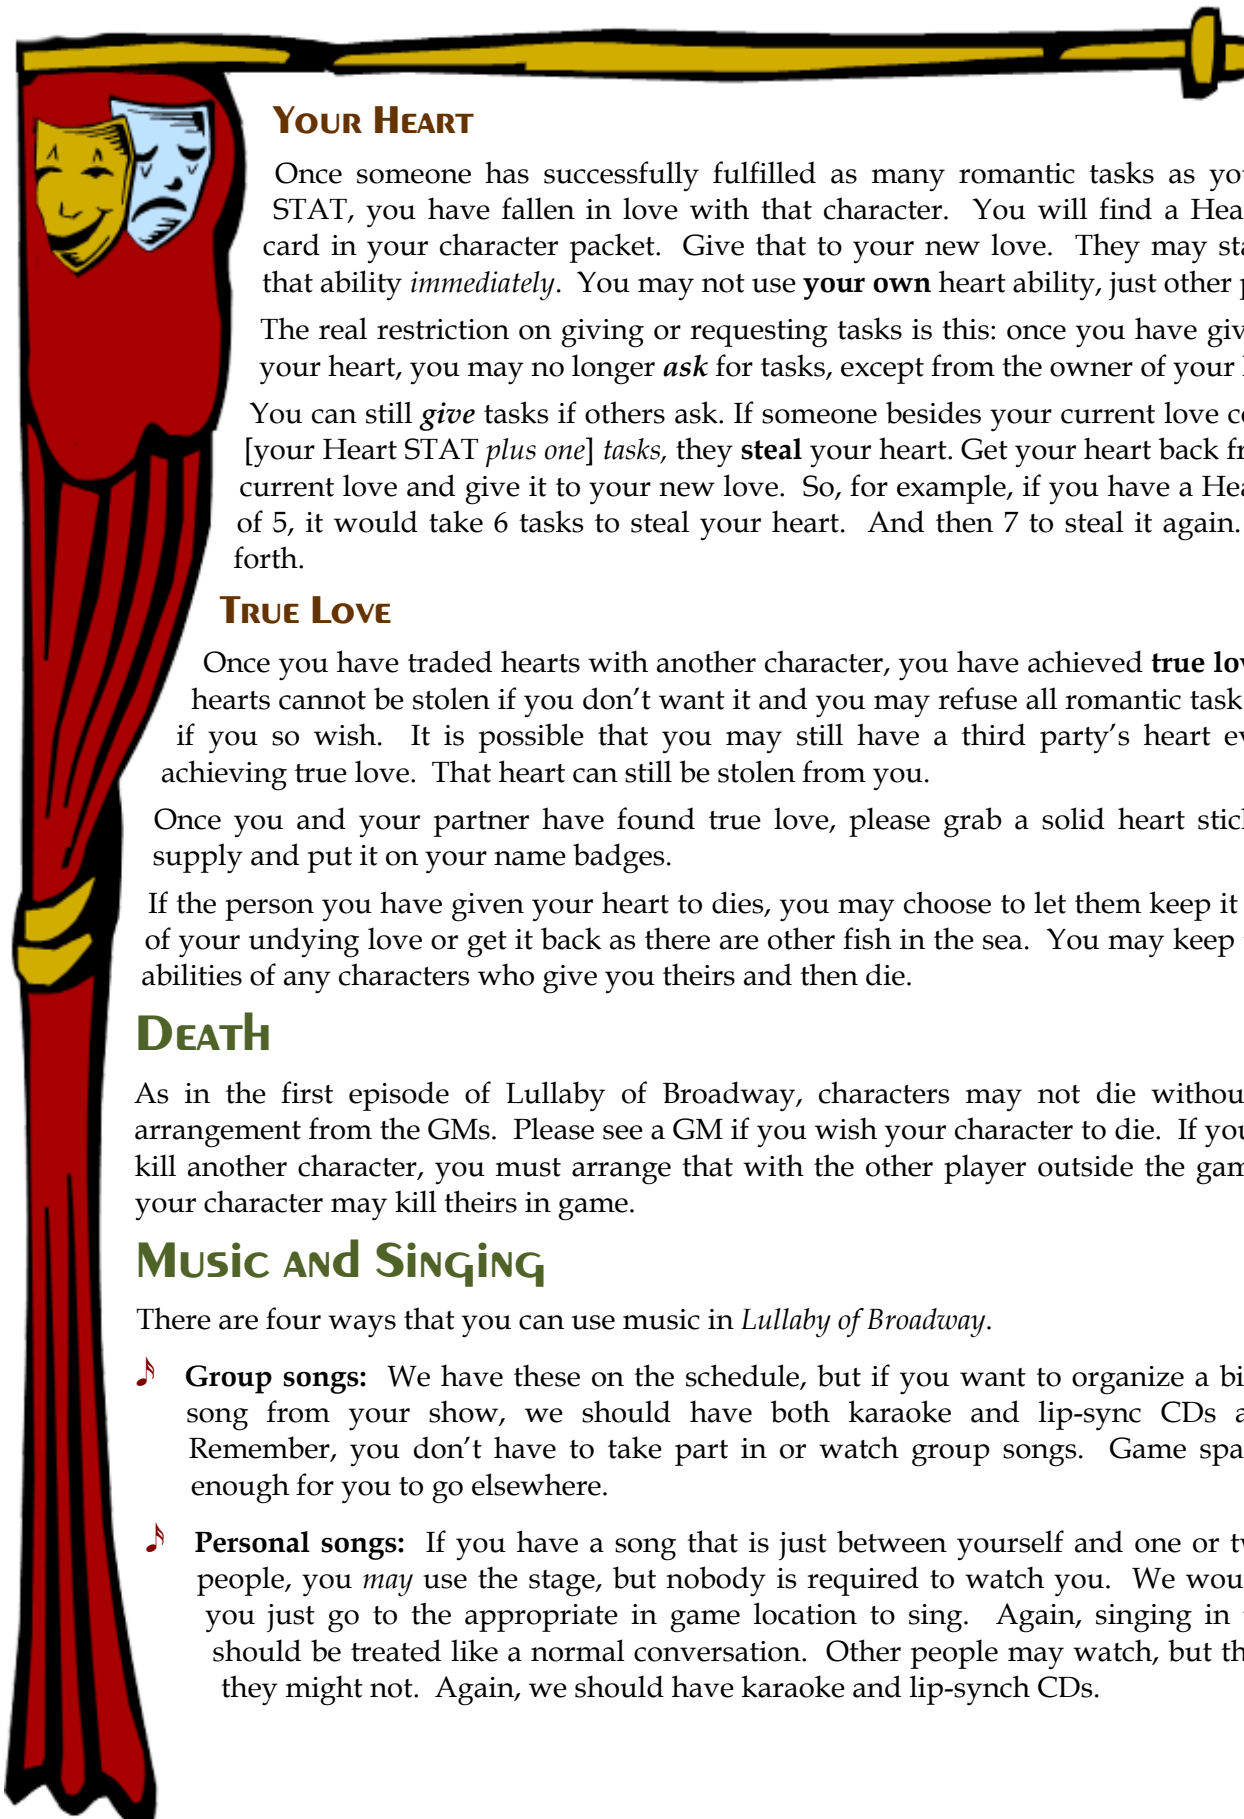 Your Heart
Once someone has successfully fulfilled as many romantic tasks as
STAT, you have fallen in love with that character. You will find a
card in your character packet. Give that to your new love. They may
that ability immediately. You may not use your own heart ability, just other
The real restriction on giving or requesting tasks is this: once you have
your heart, you may no longer ask for tasks, except from the owner of your
You can still give tasks if others ask. If someone besides your current love
[your Heart STAT plus one] tasks, they steal your heart. Get your heart back
current love and give it to your new love. So, for example, if you have a
of 5, it would take 6 tasks to steal your heart. And then 7 to steal it again.
forth.
True Love
Once you have traded hearts with another character, you have achieved true
hearts cannot be stolen if you don't want it and you may refuse all romantic
if you so wish. It is possible that you may still have a third party's heart
achieving true love. That heart can still be stolen from you.
Once you and your partner have found true love, please grab a solid heart
supply and put it on your name badges.
If the person you have given your heart to dies, you may choose to let them keep it
of your undying love or get it back as there are other fish in the sea. You may keep
abilities of any characters who give you theirs and then die.
Death
As in the first episode of Lullaby of Broadway, characters may not die
arrangement from the GMs. Please see a GM if you wish your character to die. If
kill another character, you must arrange that with the other player outside the
your character may kill theirs in game.
Music and Singing
There are four ways that you can use music in Lullaby of Broadway.
Group songs: We have these on the schedule, but if you want to organize a
song from your show, we should have both karaoke and lip-sync CDs
Remember, you don't have to take part in or watch group songs. Game
enough for you to go elsewhere.
Personal songs: If you have a song that is just between yourself and one or
people, you may use the stage, but nobody is required to watch you. We
you just go to the appropriate in game location to sing. Again, singing in
should be treated like a normal conversation. Other people may watch, but
they might not. Again, we should have karaoke and lip-synch CDs.